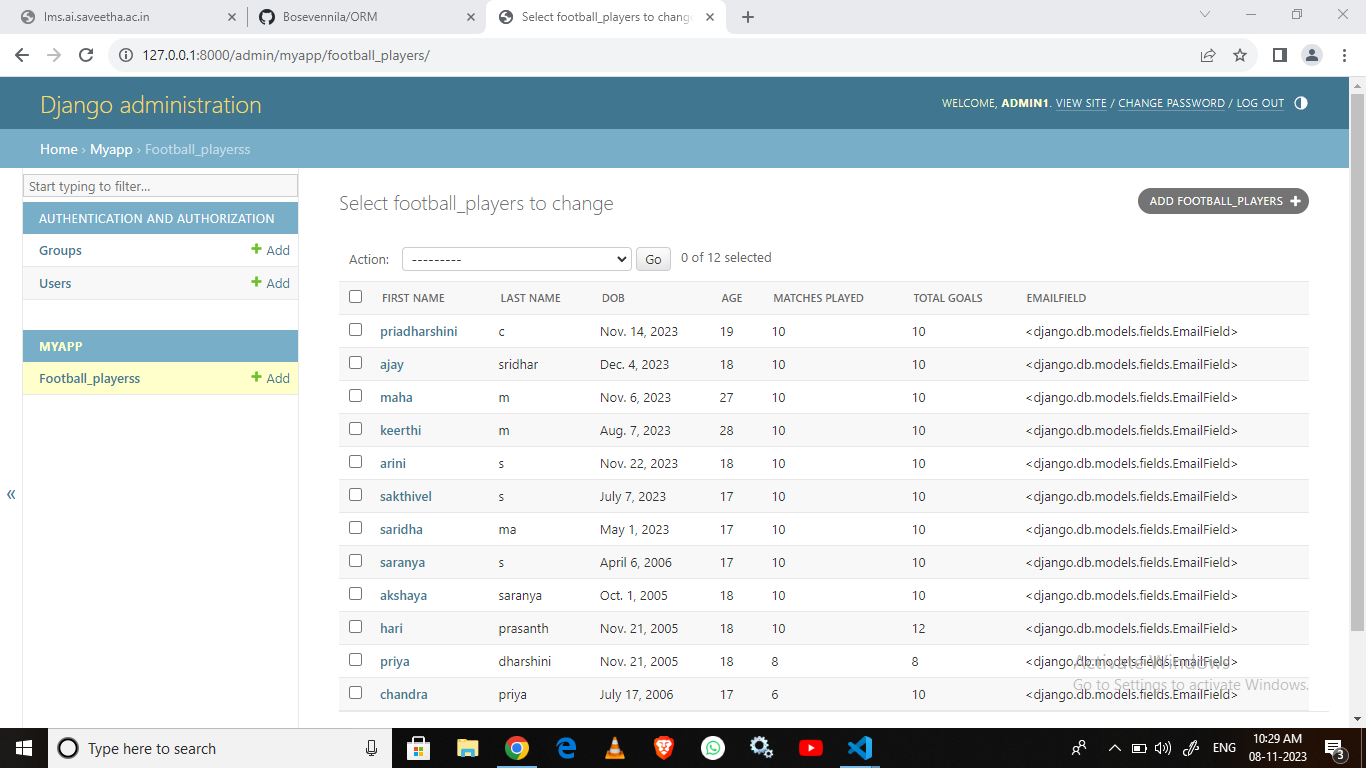 lms.ai.saveetha.ac.in
Bosevennila/ORM
Select football_players to change
127.0.0.1:8000/admin/myapp/football_players/
Django administration
WELCOME, ADMIN1. VIEW SITE / CHANGE PASSWORD / LOG OUT
Home › Myapp › Football_playerss
Start typing to filter...
AUTHENTICATION AND AUTHORIZATION
Groups + Add
Users + Add
MYAPP
Football_playerss + Add
«
Select football_players to change
ADD FOOTBALL_PLAYERS +
Action: --------- Go 0 of 12 selected
FIRST NAME LAST NAME DOB AGE MATCHES PLAYED TOTAL GOALS EMAILFIELD
priadharshini c Nov. 14, 2023 19 10 10 <django.db.models.fields.EmailField>
ajay sridhar Dec. 4, 2023 18 10 10 <django.db.models.fields.EmailField>
maha m Nov. 6, 2023 27 10 10 <django.db.models.fields.EmailField>
keerthi m Aug. 7, 2023 28 10 10 <django.db.models.fields.EmailField>
arini s Nov. 22, 2023 18 10 10 <django.db.models.fields.EmailField>
sakthivel s July 7, 2023 17 10 10 <django.db.models.fields.EmailField>
saridha ma May 1, 2023 17 10 10 <django.db.models.fields.EmailField>
saranya s April 6, 2006 17 10 10 <django.db.models.fields.EmailField>
akshaya saranya Oct. 1, 2005 18 10 10 <django.db.models.fields.EmailField>
hari prasanth Nov. 21, 2005 18 10 12 <django.db.models.fields.EmailField>
priya dharshini Nov. 21, 2005 18 8 8 <django.db.models.fields.EmailField>
chandra priya July 17, 2006 17 6 10 <django.db.models.fields.EmailField>
Activate Windows
Go to Settings to activate Windows.
Type here to search
ENG
10:29 AM
08-11-2023
3